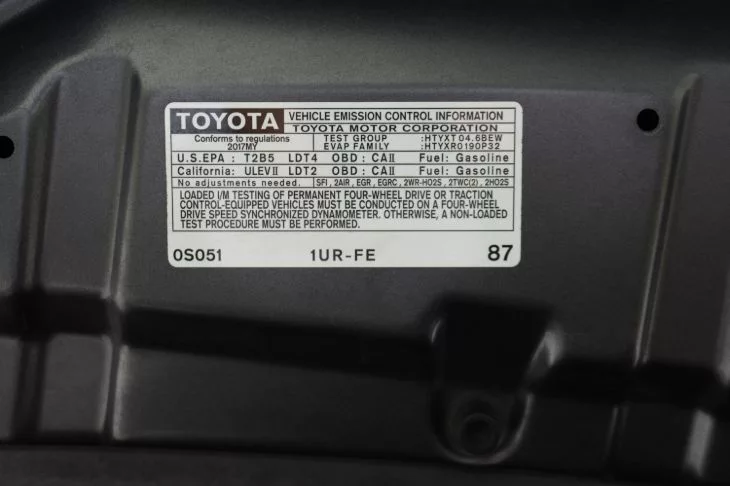 TOYOTA
VEHICLE EMISSION CONTROL INFORMATION
TOYOTA MOTOR CORPORATION
Conforms to regulations
2017MY
TEST GROUP :HTYXT04.6BEW
EVAP FAMILY :HTYXR0190P32
U.S.EPA : T2B5 LDT4 OBD : CAII Fuel: Gasoline
California: ULEVII LDT2 OBD : CAII Fuel: Gasoline
No adjustments needed. SFI, 2AIR, EGR, EGRC, 2WR-HO2S, 2TWC(2), 2HO2S
LOADED I/M TESTING OF PERMANENT FOUR-WHEEL DRIVE OR TRACTION
CONTROL-EQUIPPED VEHICLES MUST BE CONDUCTED ON A FOUR-WHEEL
DRIVE SPEED SYNCHRONIZED DYNAMOMETER. OTHERWISE, A NON-LOADED
TEST PROCEDURE MUST BE PERFORMED.
0S051 1UR-FE 87